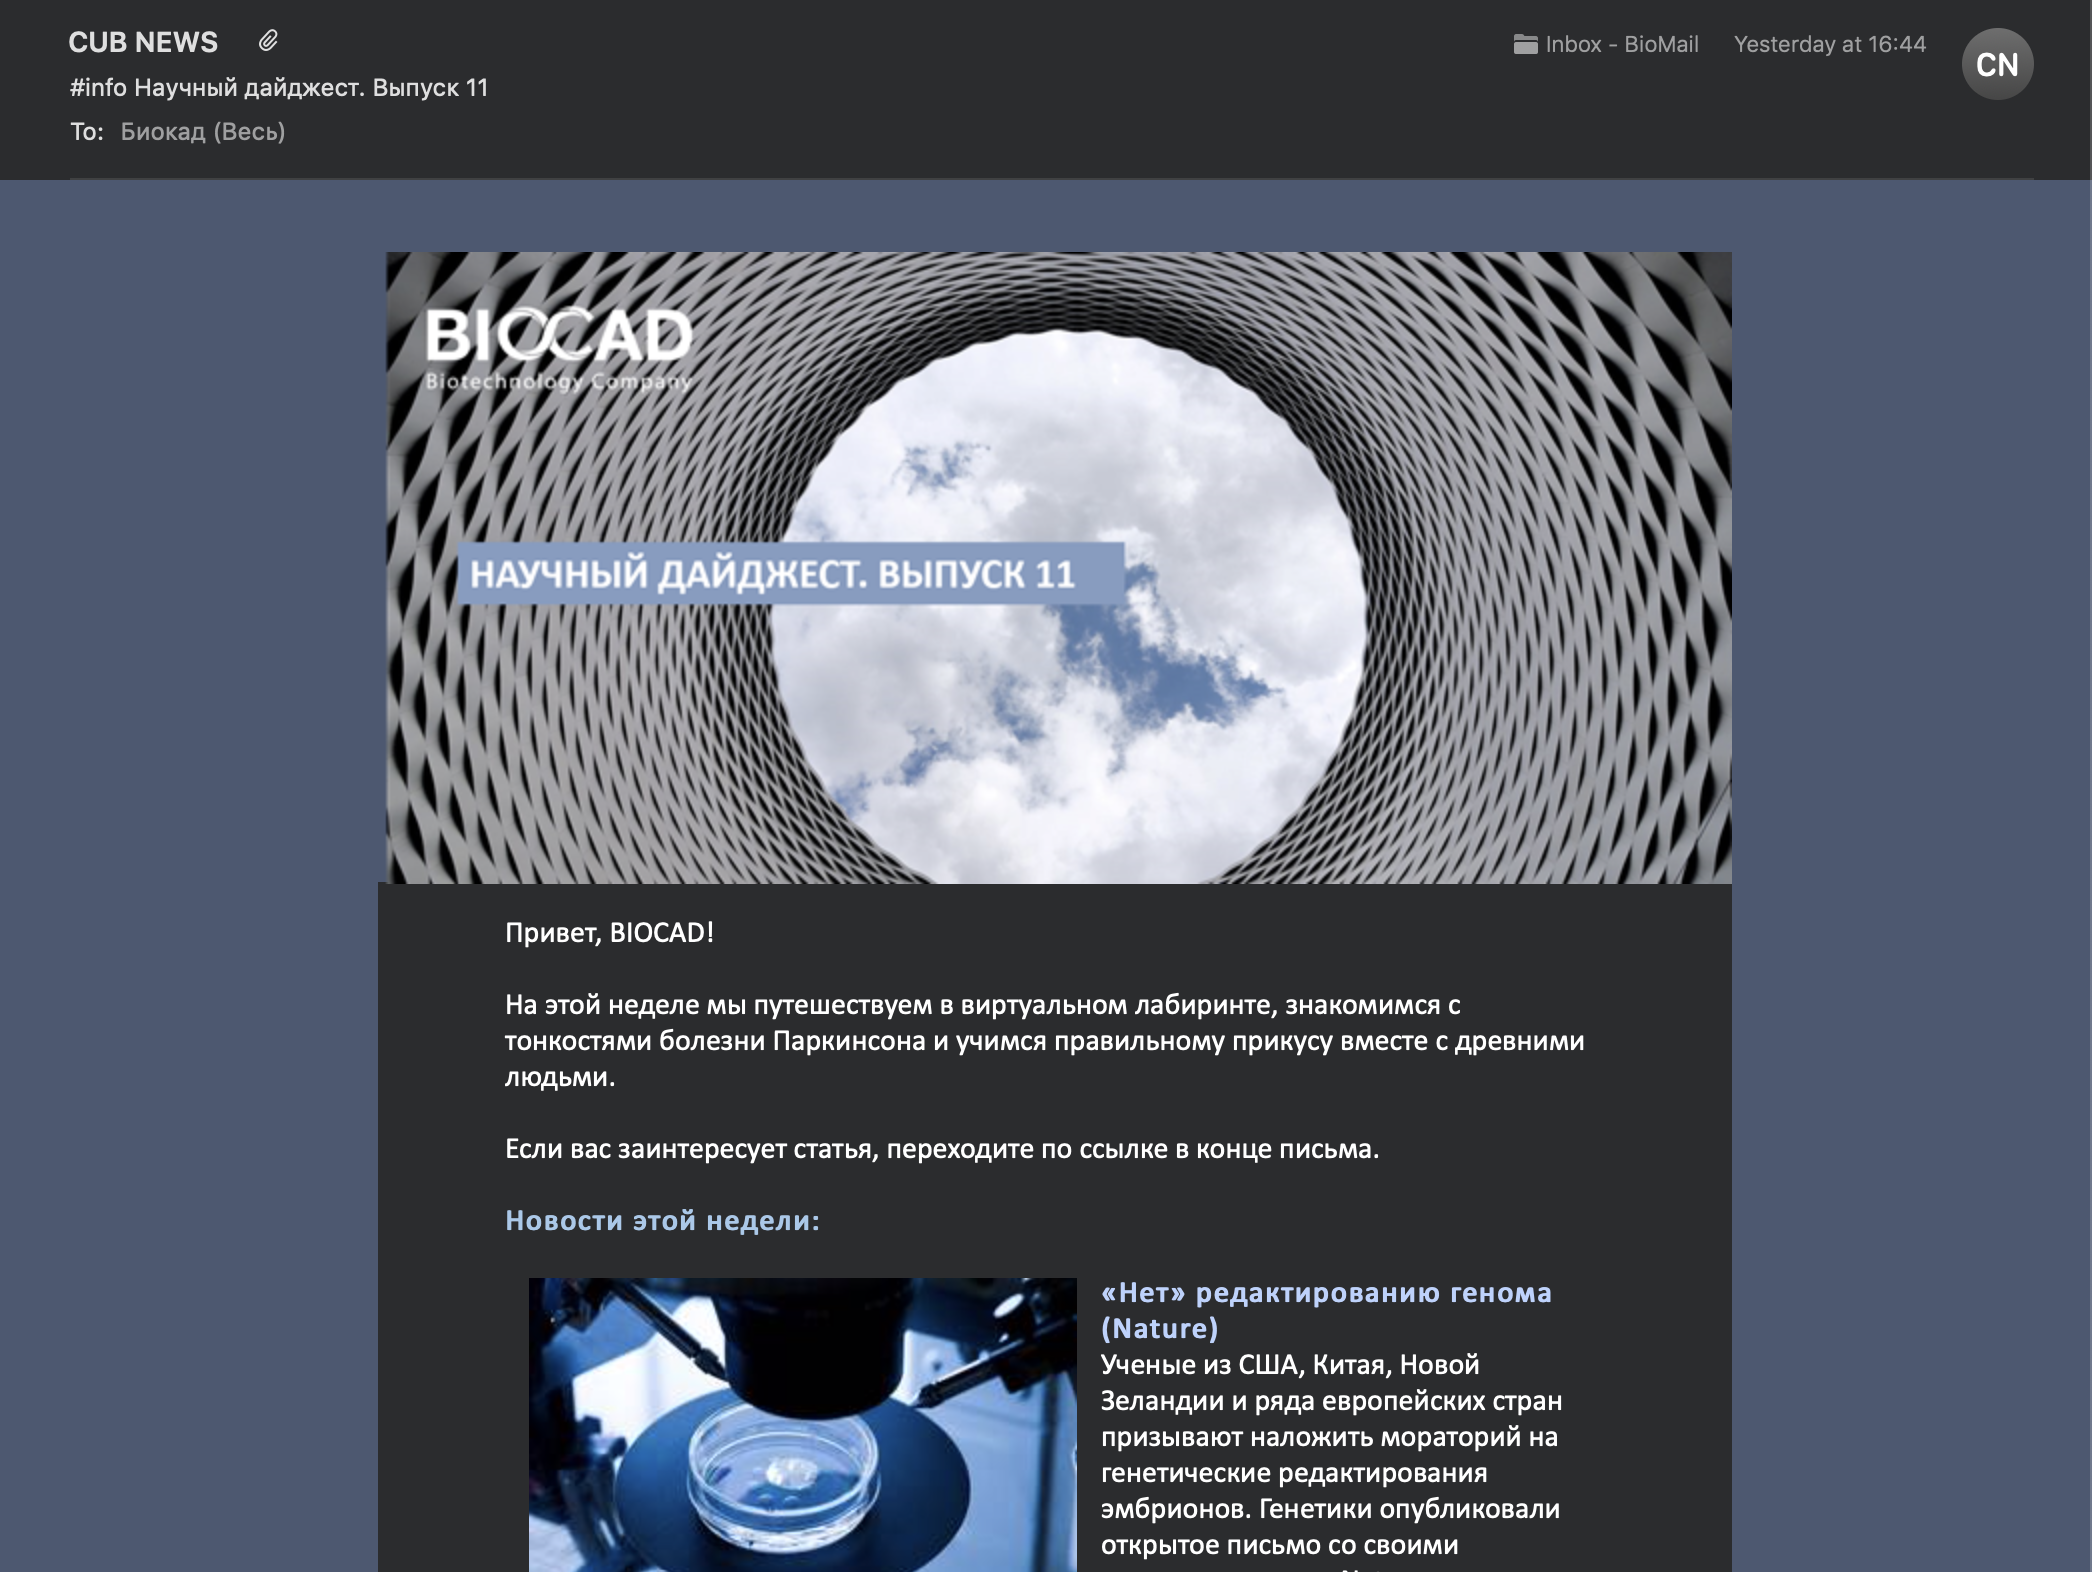 CUB NEWS
Inbox - BioMail
Yesterday at 16:44
CN
#info Научный дайджест. Выпуск 11
To: Биокад (Весь)
BIOCAD
Biotechnology Company
НАУЧНЫЙ ДАЙДЖЕСТ. ВЫПУСК 11
Привет, BIOCAD!
На этой неделе мы путешествуем в виртуальном лабиринте, знакомимся с
тонкостями болезни Паркинсона и учимся правильному прикусу вместе с древними
людьми.
Если вас заинтересует статья, переходите по ссылке в конце письма.
Новости этой недели:
«Нет» редактированию генома
(Nature)
Ученые из США, Китая, Новой
Зеландии и ряда европейских стран
призывают наложить мораторий на
генетические редактирования
эмбрионов. Генетики опубликовали
открытое письмо со своими